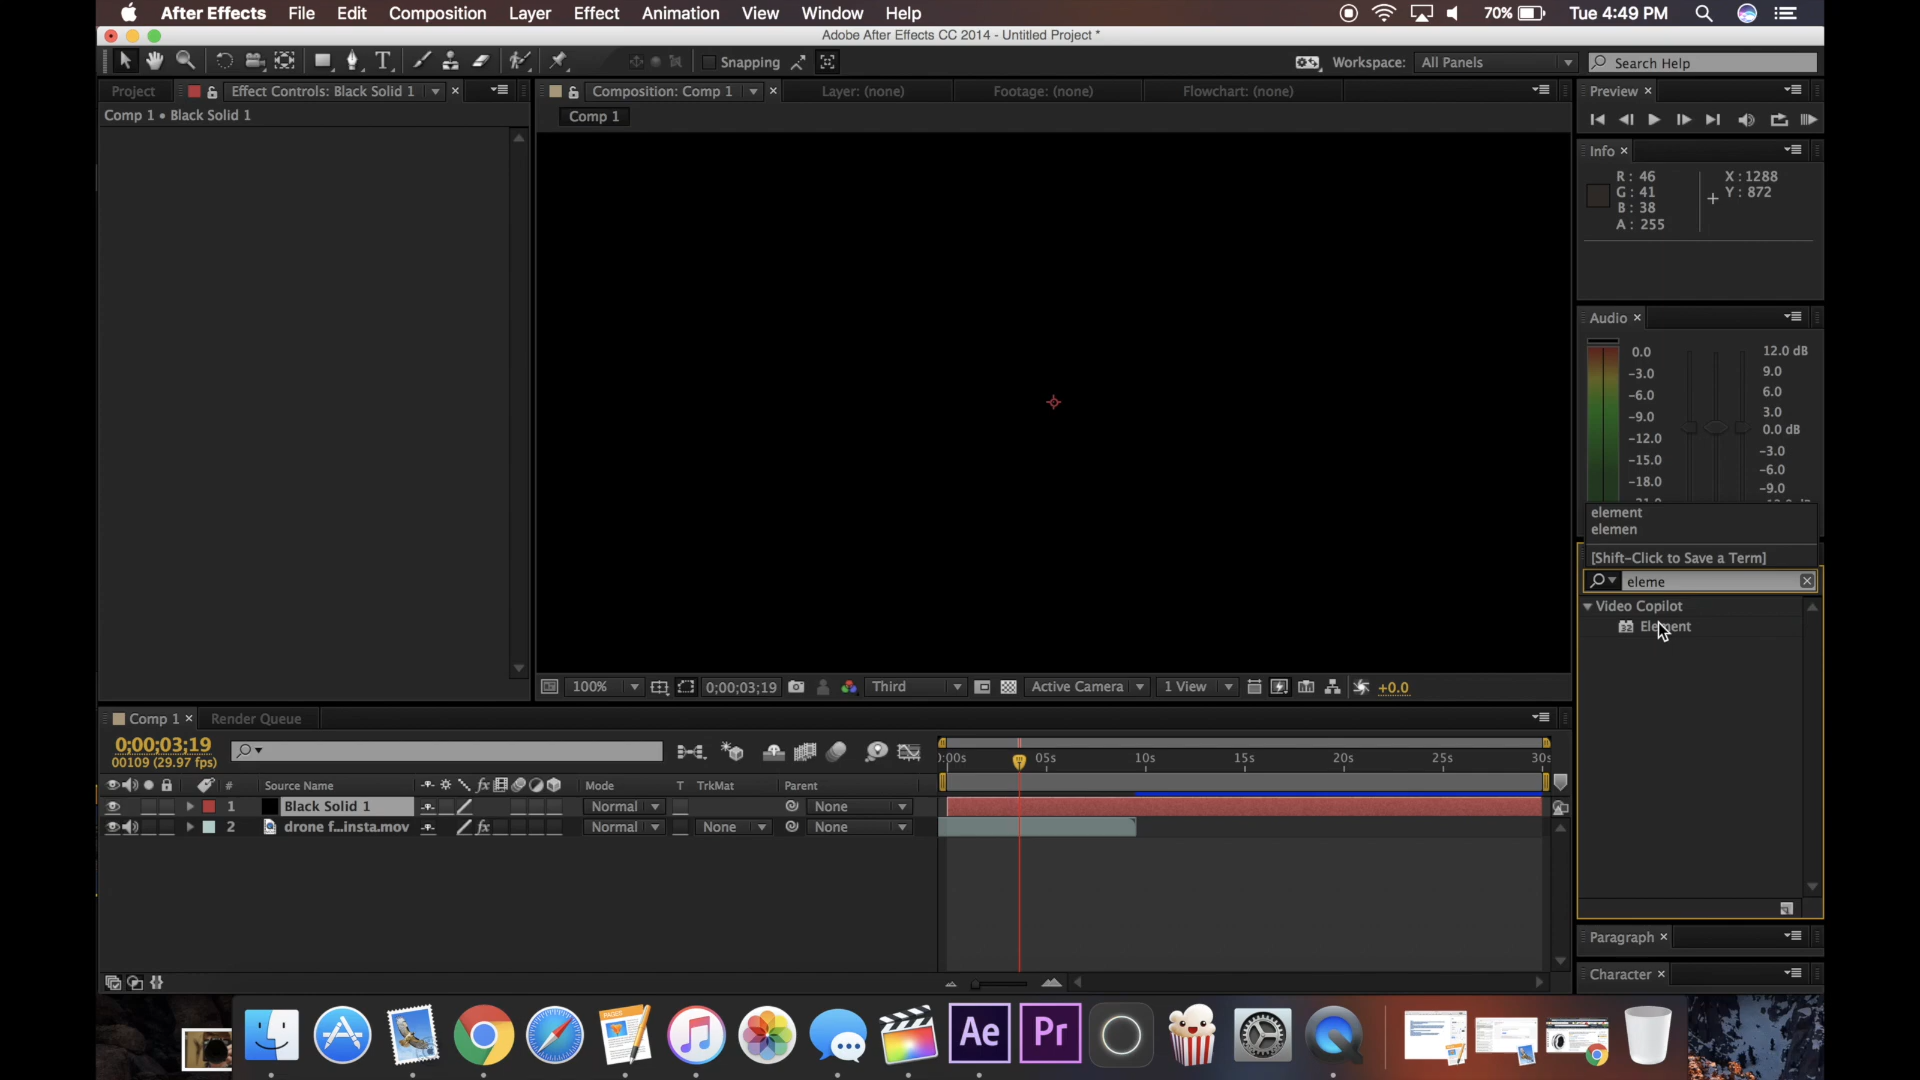 After Effects File Edit Composition Layer Effect Animation View Window Help 70% Tue 4:49 PM
Adobe After Effects CC 2014 - Untitled Project *
Snapping Workspace: All Panels Search Help
Project Effect Controls: Black Solid 1 Composition: Comp 1 Layer: (none) Footage: (none) Flowchart: (none) Preview
Comp 1 • Black Solid 1
Comp 1
Info
R: 46 X: 1288
G: 41 Y: 872
B: 38
A: 255
Audio
0.0 12.0 dB
-3.0 9.0
-6.0 6.0
-9.0 3.0
-12.0 0.0 dB
-15.0 -3.0
-18.0 -6.0
-9.0
element
elemen
[Shift-Click to Save a Term]
eleme
Video Copilot
32 Element
100% 0;00;03;19 Third Active Camera 1 View +0.0
Comp 1 Render Queue
0;00;03;19
00109 (29.97 fps)
):00s 05s 10s 15s 20s 25s 30s
# Source Name fx Mode T TrkMat Parent
1 Black Solid 1 Normal None
2 drone f...insta.mov fx Normal None None
Paragraph
Character
PAGES
Ae Pr